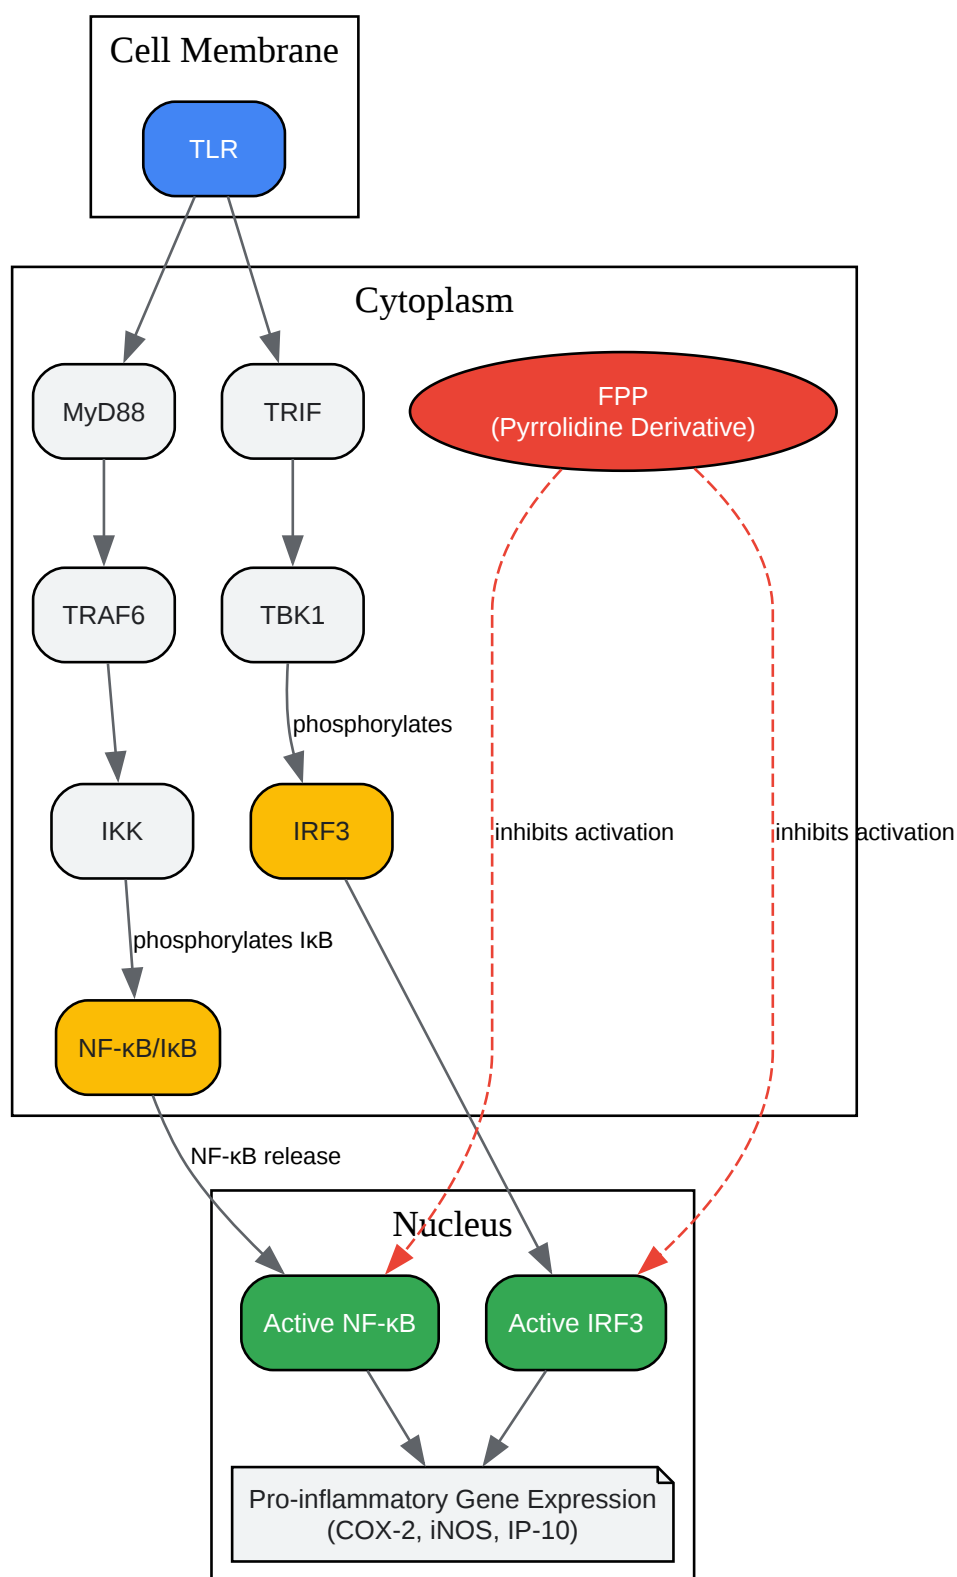 Cell Membrane
TLR
Cytoplasm
MyD88
TRIF
FPP
(Pyrrolidine Derivative)
TRAF6
TBK1
phosphorylates
IKK
IRF3
inhibits activation
inhibits activation
phosphorylates IκB
NF-κB/IκB
NF-κB release
Nucleus
Active NF-κB
Active IRF3
Pro-inflammatory Gene Expression
(COX-2, iNOS, IP-10)